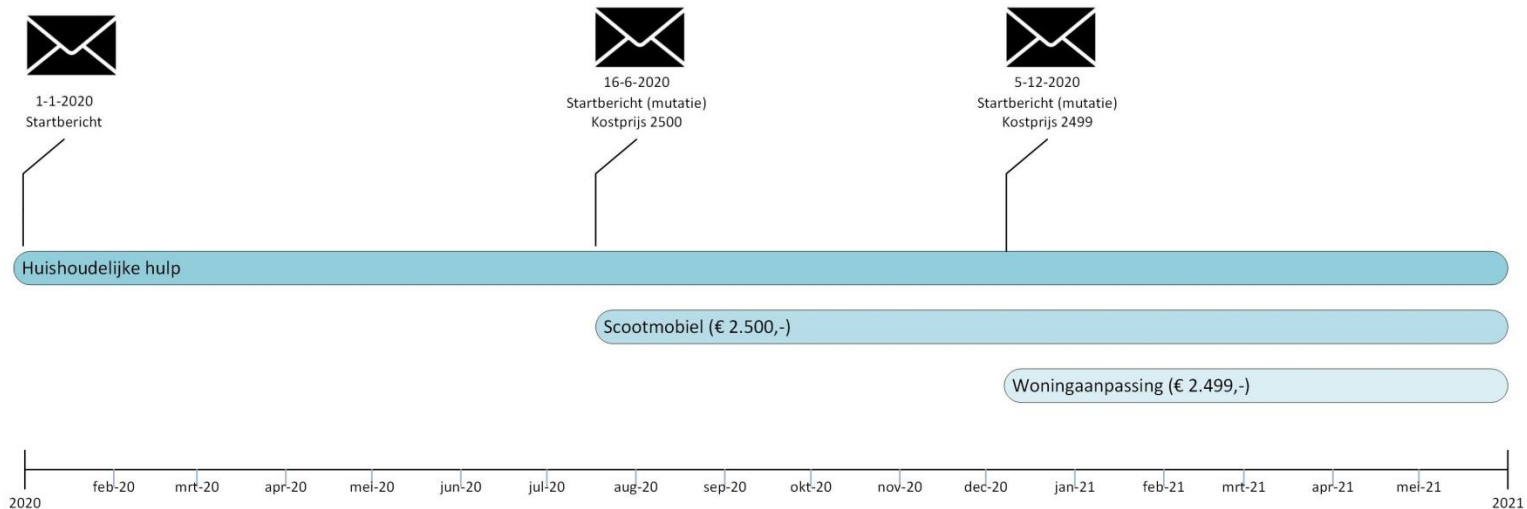 1-1-2020
Startbericht
16-6-2020
Startbericht (mutatie)
Kostprijs 2500
5-12-2020
Startbericht (mutatie)
Kostprijs 2499
Huishoudelijke hulp
Scootmobiel (€ 2.500,-)
Woningaanpassing (€ 2.499,-)
feb-20 mrt-20 apr-20 mei-20 jun-20 jul-20 aug-20 sep-20 okt-20 nov-20 dec-20 jan-21 feb-21 mrt-21 apr-21 mei-21
2020 2021